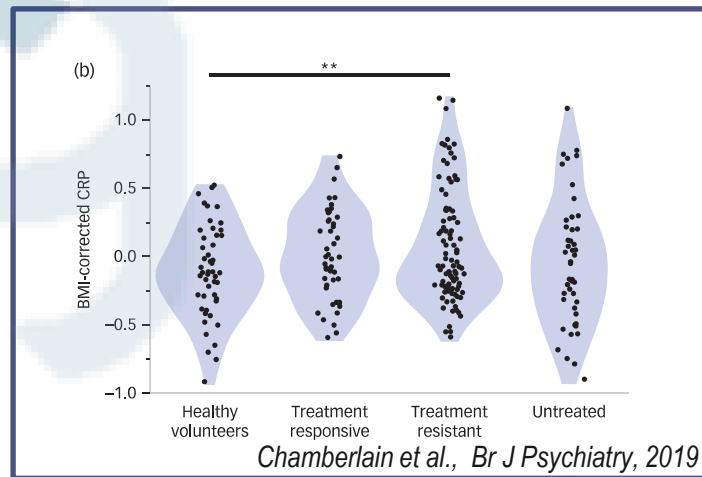 (b)
**
1.0
0.5
0.0
−0.5
−1.0
BMI-corrected CRP
Healthy volunteers
Treatment responsive
Treatment resistant
Untreated
Chamberlain et al., Br J Psychiatry, 2019